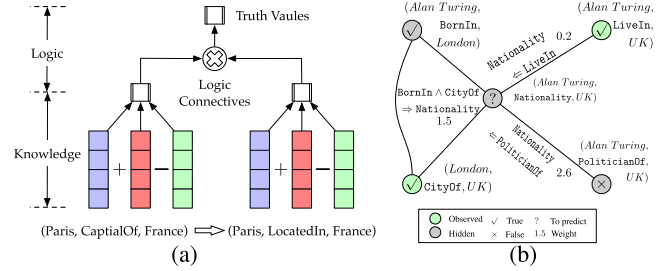 Logic
Knowledge
Truth Vaules
Logic
Connectives
+
−
+
−
(Paris, CaptialOf, France)
(Paris, LocatedIn, France)
(a)
(Alan Turing,
BornIn,
London)
✓
(Alan Turing,
LiveIn,
UK)
✓
0.2
Nationality
⇐ LiveIn
BornIn ∧ CityOf
⇒ Nationality
1.5
?
(Alan Turing,
Nationality, UK)
Nationality
⇐ PoliticianOf
2.6
(Alan Turing,
PoliticianOf,
UK)
×
✓
(London,
CityOf, UK)
Observed ✓ True ? To predict
Hidden × False 1.5 Weight
(b)